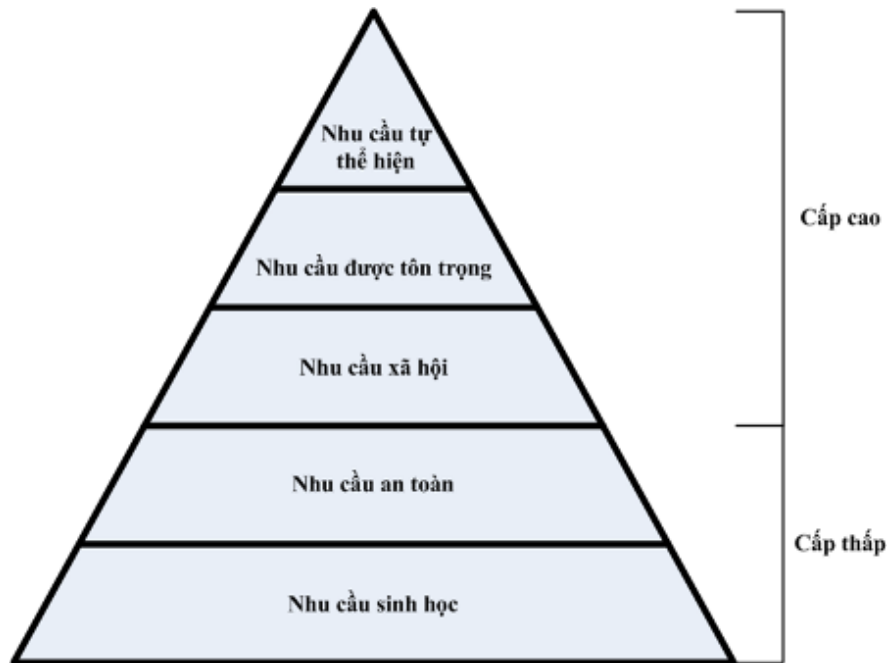 Nhu cầu tự
thể hiện
Cấp cao
Nhu cầu được tôn trọng
Nhu cầu xã hội
Nhu cầu an toàn
Cấp thấp
Nhu cầu sinh học